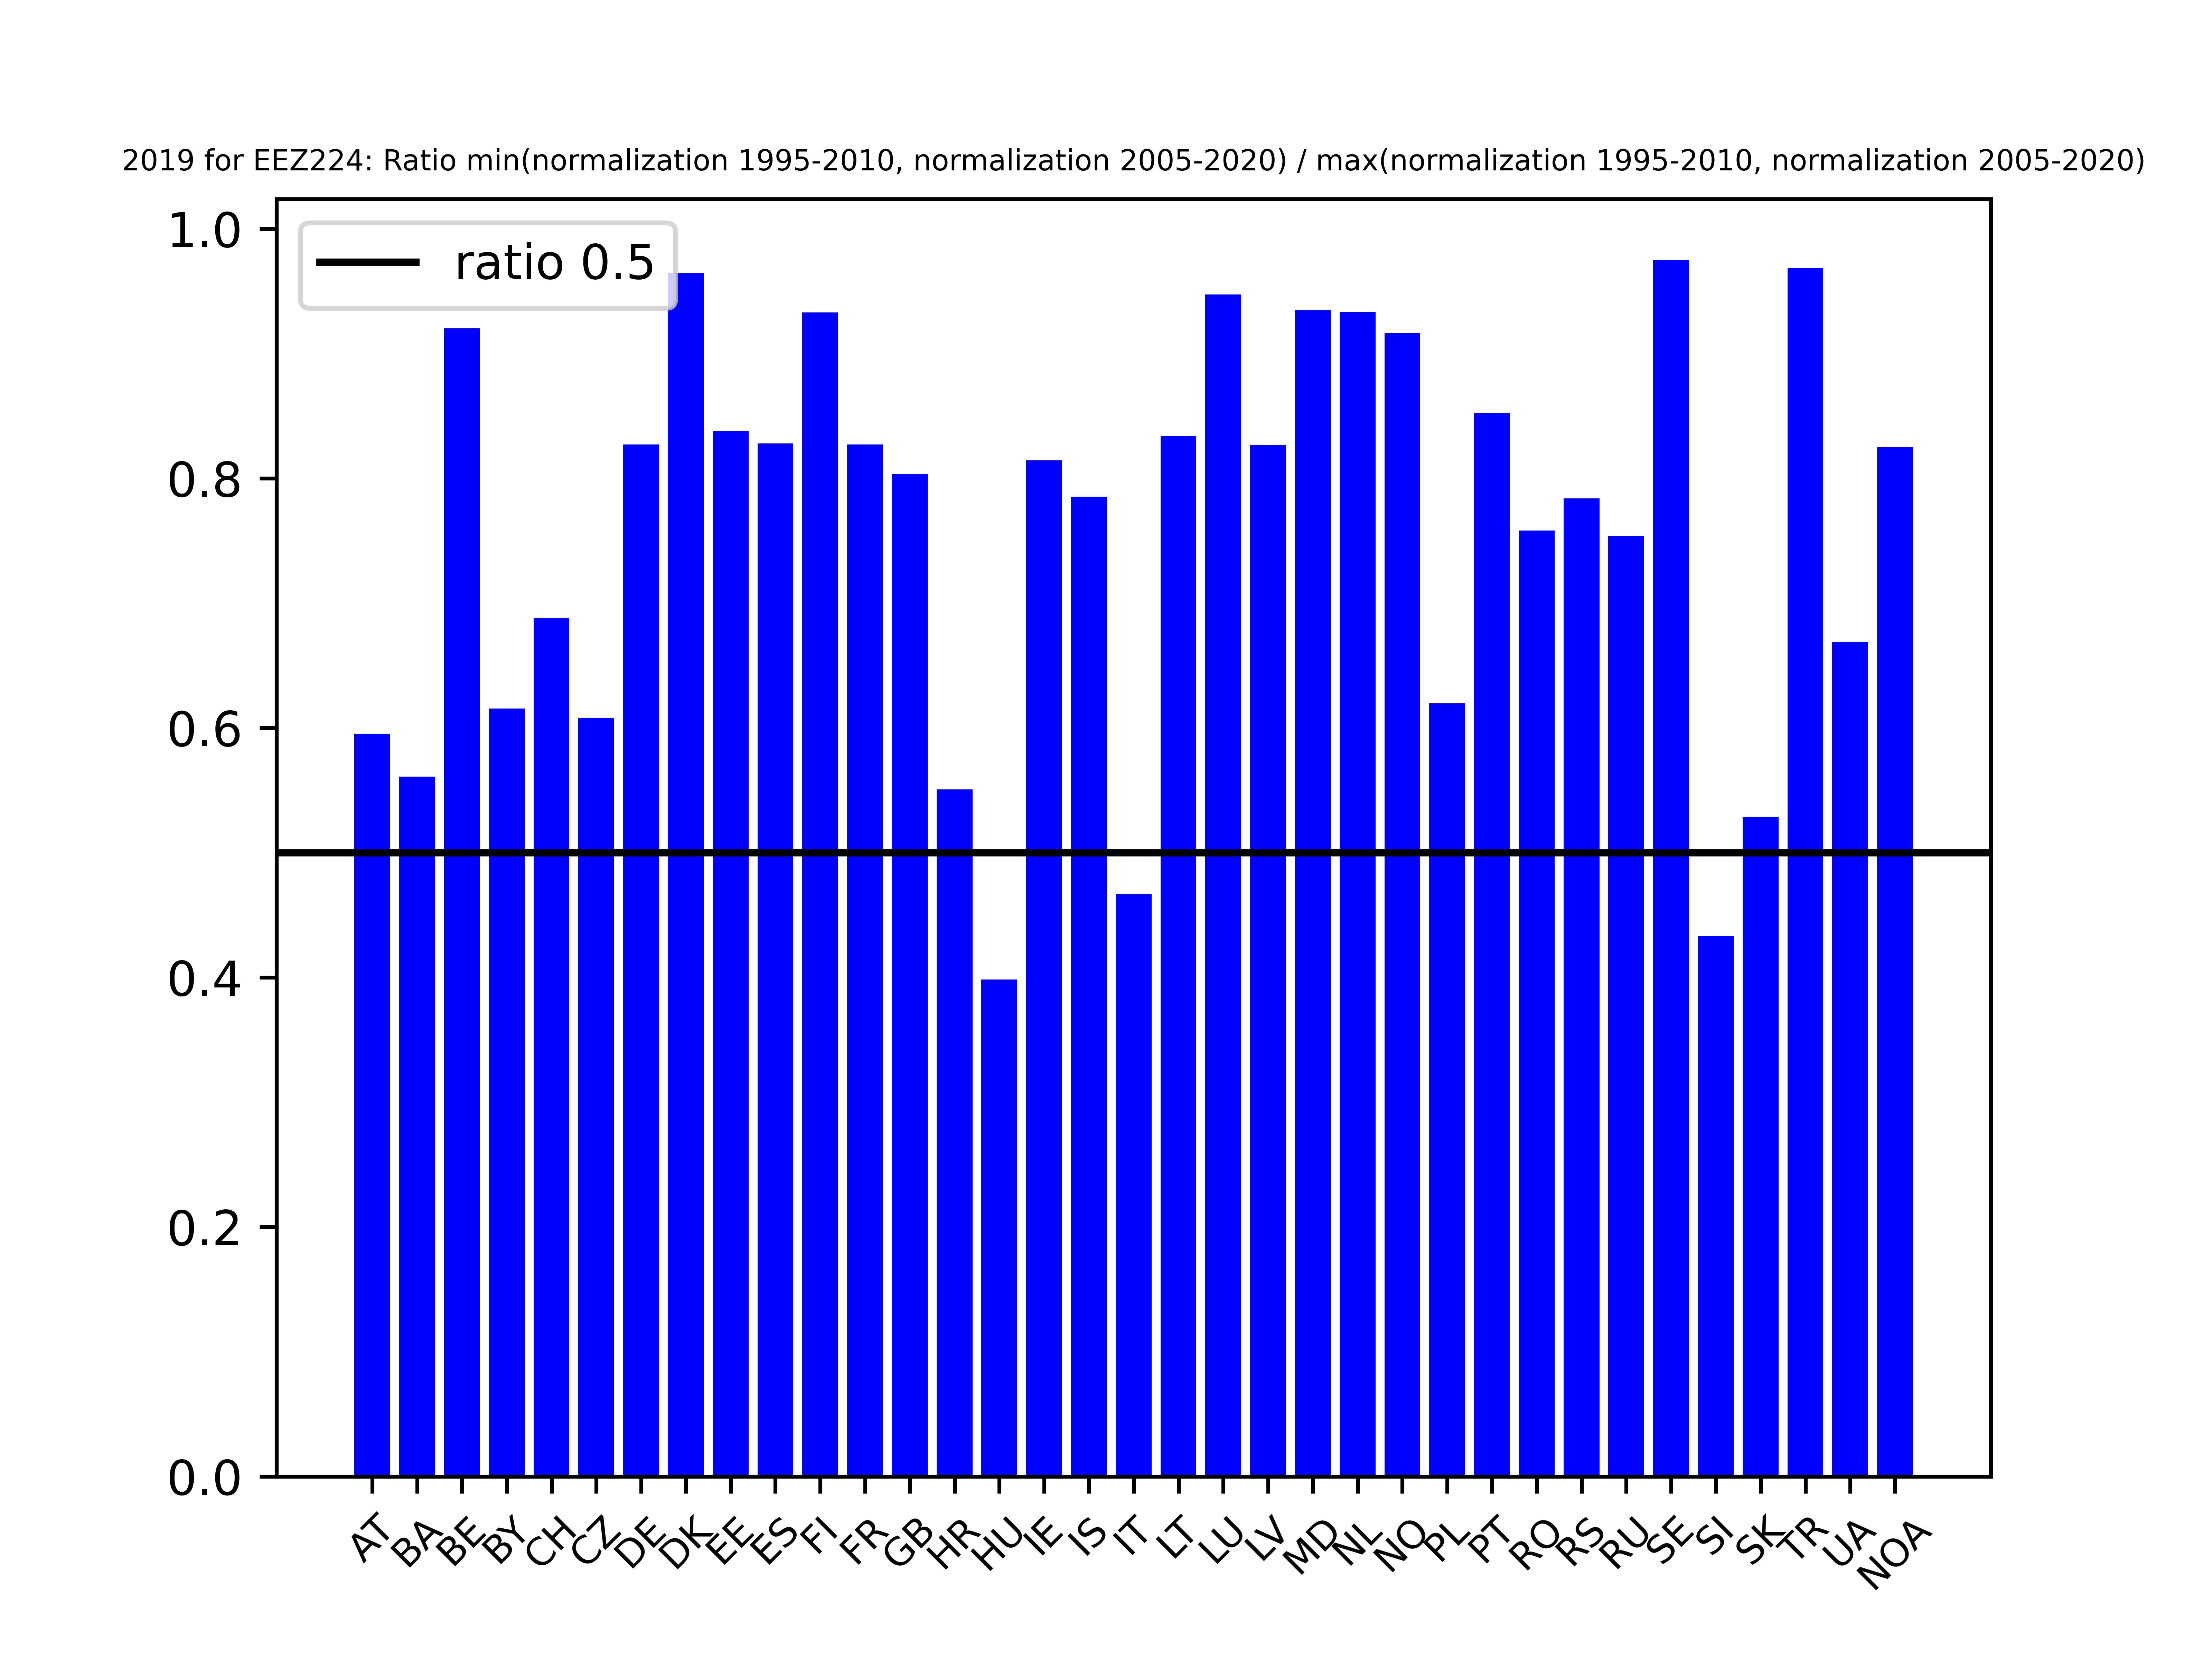 2019 for EEZ224: Ratio min(normalization 1995-2010, normalization 2005-2020) / max(normalization 1995-2010, normalization 2005-2020)
ratio 0.5
1.0
0.8
0.6
0.4
0.2
0.0
AT BA BE BY CH CZ DE DK EE ES FI FR GB HR HU IE IS IT LT LU LV MD NL NO PL PT RO RS RU SE SI SK TR UA NOA